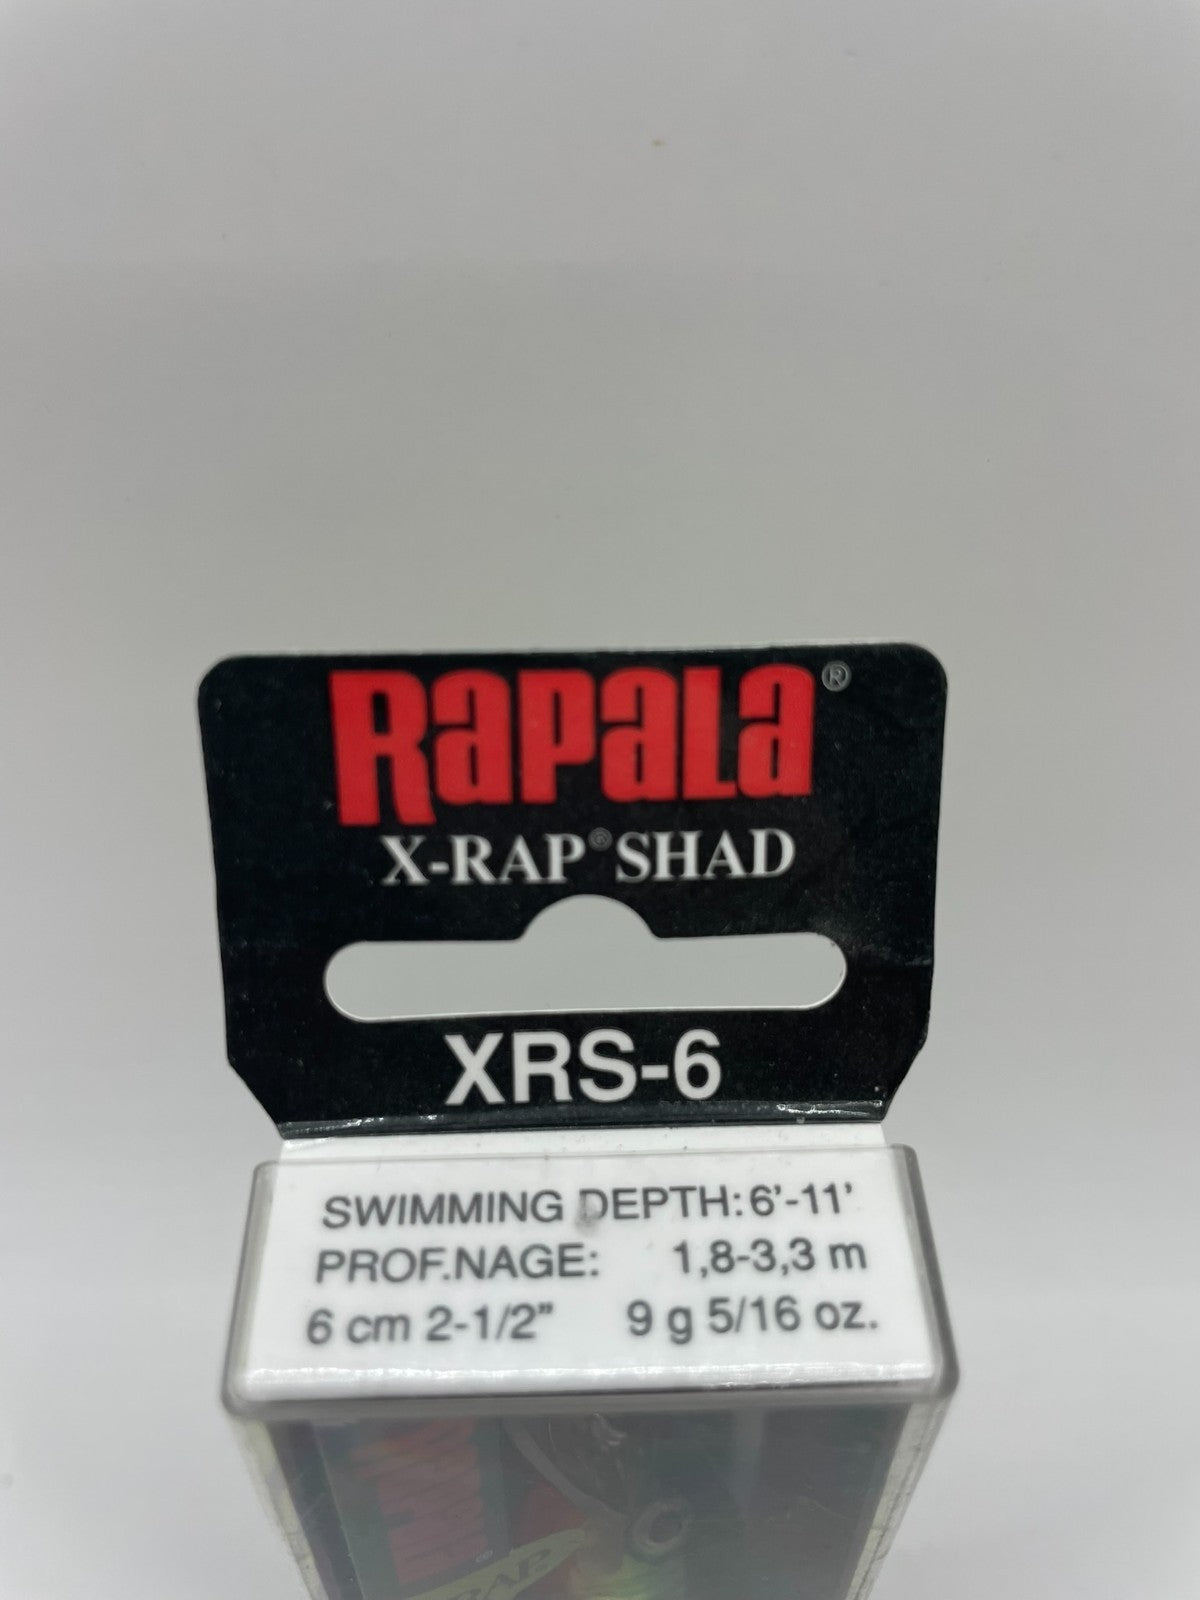 RAPALA®
X-RAP® SHAD
XRS-6
SWIMMING DEPTH: 6'-11'
PROF.NAGE: 1,8-3,3 m
6 cm 2-1/2" 9 g 5/16 oz.